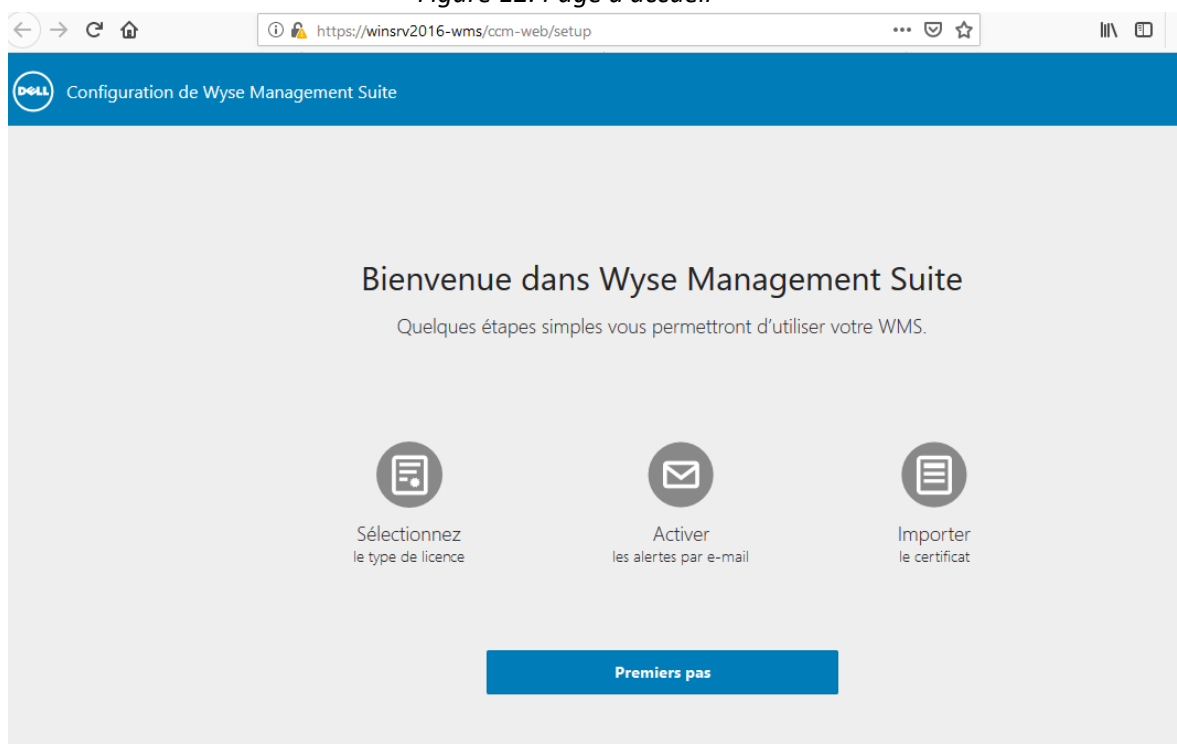 https://winsrv2016-wms/ccm-web/setup
DELL Configuration de Wyse Management Suite
Bienvenue dans Wyse Management Suite
Quelques étapes simples vous permettront d'utiliser votre WMS.
Sélectionnez
le type de licence
Activer
les alertes par e-mail
Importer
le certificat
Premiers pas